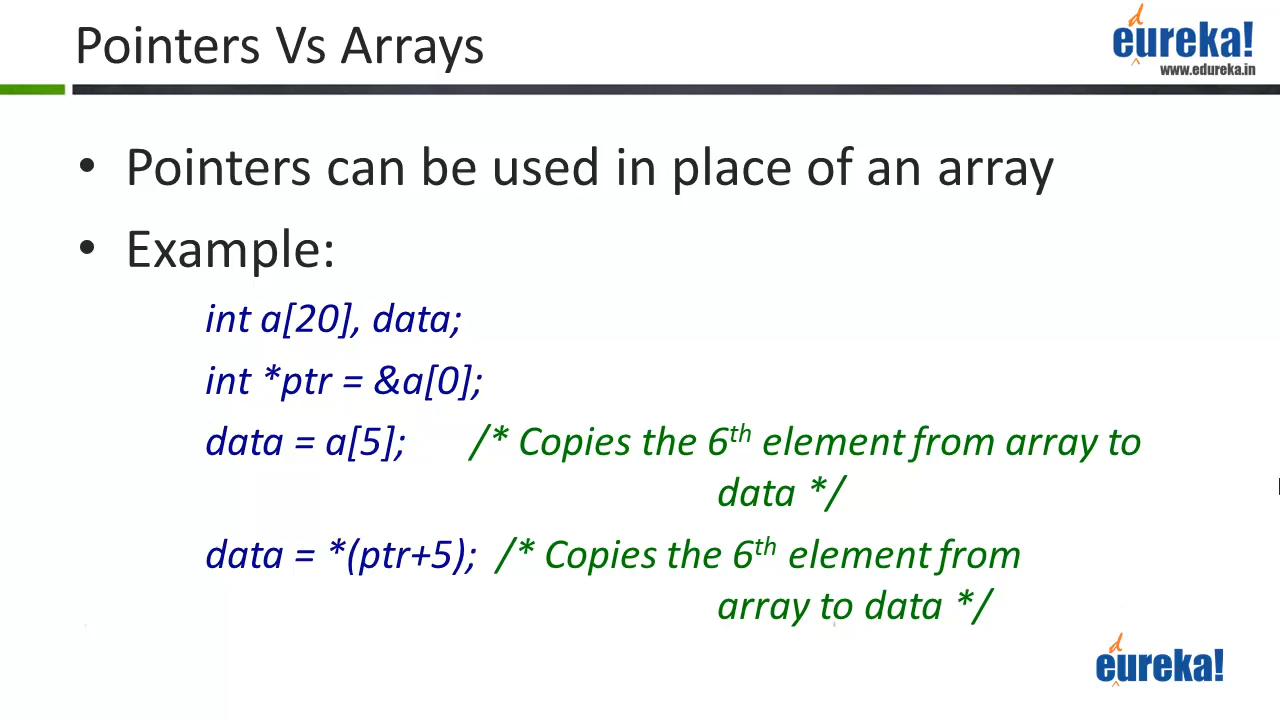 Pointers Vs Arrays
edureka!
www.edureka.in
• Pointers can be used in place of an array
• Example:
int a[20], data;
int *ptr = &a[0];
data = a[5]; /* Copies the 6th element from array to
data */
data = *(ptr+5); /* Copies the 6th element from
array to data */
edureka!